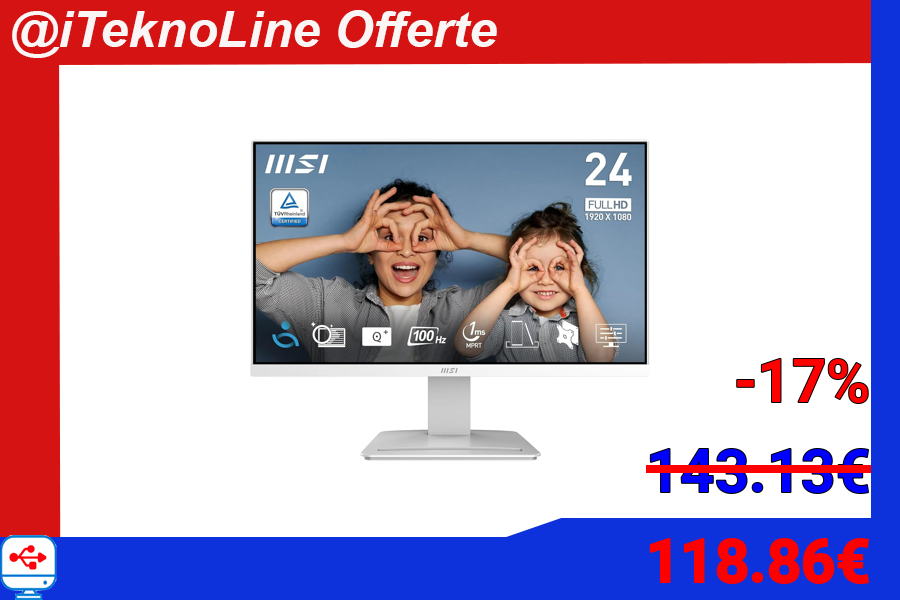 @iTeknoLine Offerte
msi
24
TÜVRheinland
CERTIFIED
FULL HD
1920 X 1080
100Hz
1ms
MPRT
msi
-17%
143.13€
118.86€